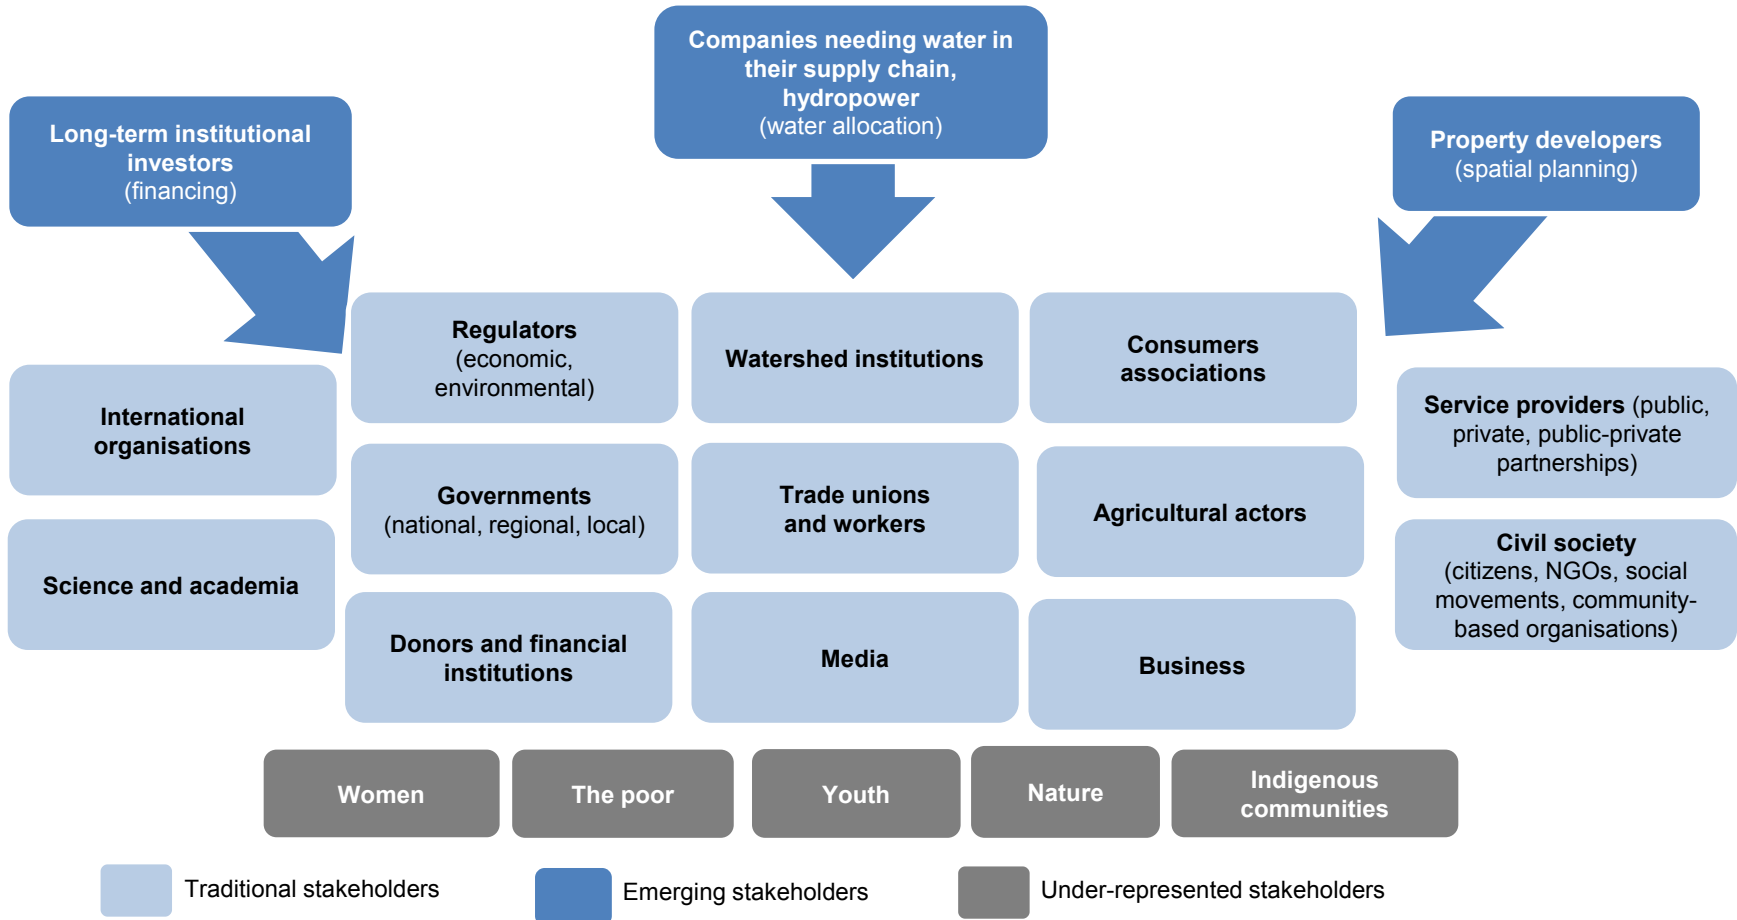 Companies needing water in
their supply chain,
hydropower
(water allocation)
Long-term institutional
investors
(financing)
Property developers
(spatial planning)
Regulators
(economic,
environmental)
Watershed institutions
Consumers
associations
International
organisations
Service providers (public,
private, public-private
partnerships)
Governments
(national, regional, local)
Trade unions
and workers
Agricultural actors
Science and academia
Civil society
(citizens, NGOs, social
movements, community-
based organisations)
Donors and financial
institutions
Media
Business
Women
The poor
Youth
Nature
Indigenous
communities
Traditional stakeholders
Emerging stakeholders
Under-represented stakeholders